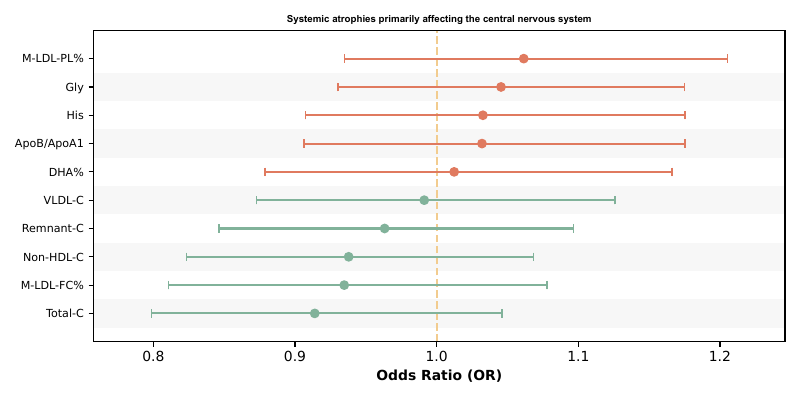 Systemic atrophies primarily affecting the central nervous system
M-LDL-PL%
Gly
His
ApoB/ApoA1
DHA%
VLDL-C
Remnant-C
Non-HDL-C
M-LDL-FC%
Total-C
0.8 0.9 1.0 1.1 1.2
Odds Ratio (OR)